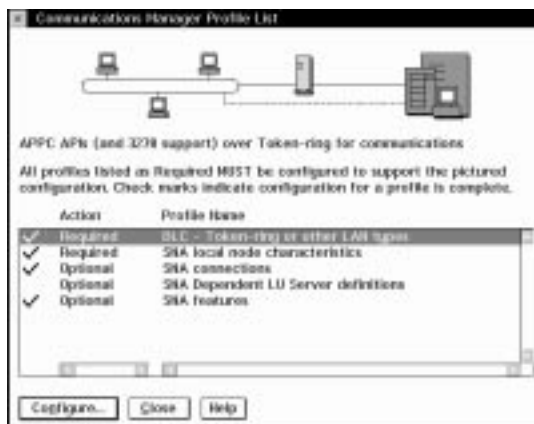 Communications Manager Profile List
APPC APIs (and 3270 support) over Token-ring for communications
All profiles listed as Required MUST be configured to support the pictured
configuration. Check marks indicate configuration for a profile is complete.
Action Profile Name
Required DLC - Token-ring or other LAN types
Required SNA local node characteristics
Optional SNA connections
Optional SNA Dependent LU Server definitions
Optional SNA features
Configure... Close Help